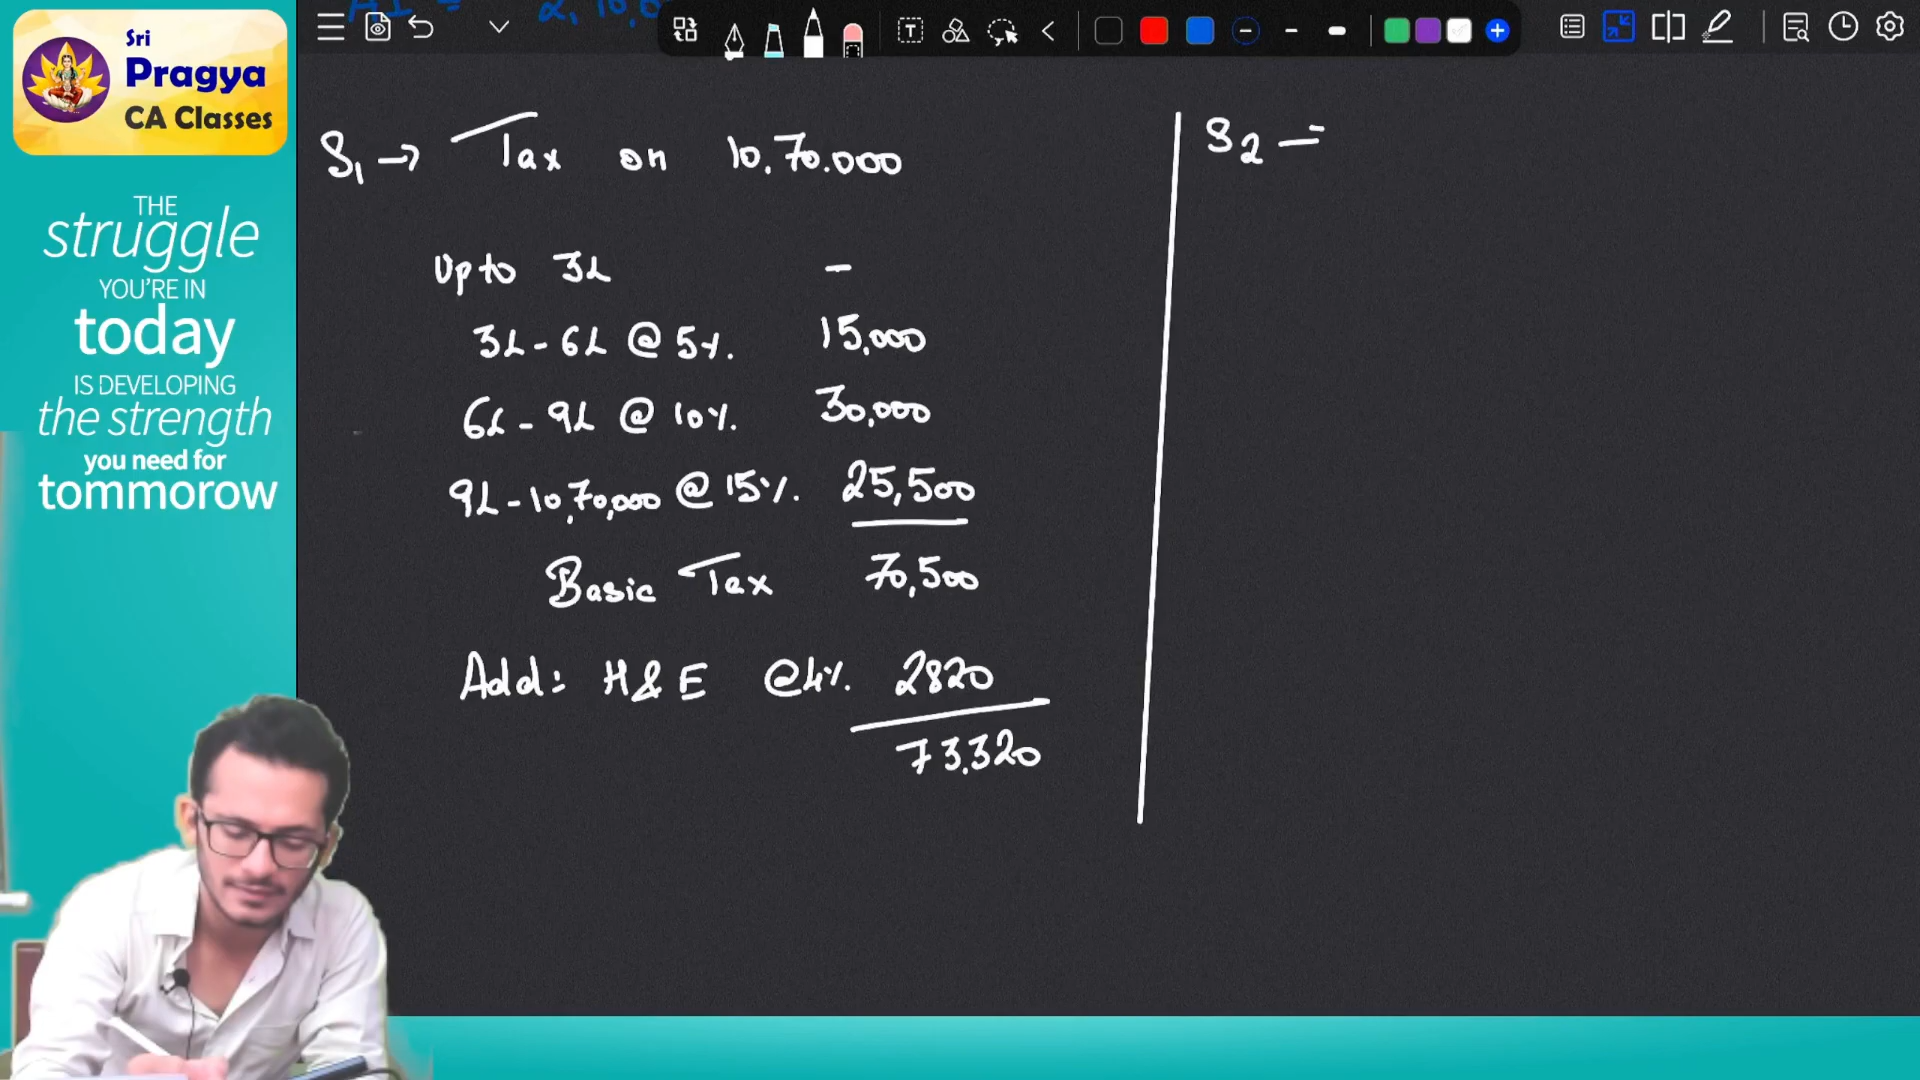 Sri
Pragya
CA Classes
THE
struggle
YOU'RE IN
today
IS DEVELOPING
the strength
you need for
tommorow
S1 → Tax on 10,70,000
Upto 3L -
3L - 6L @ 5%. 15,000
6L - 9L @ 10%. 30,000
9L - 10,70,000 @ 15%. 25,500
Basic Tax 70,500
Add: H&E @4%. 2820
73,320
S2 →